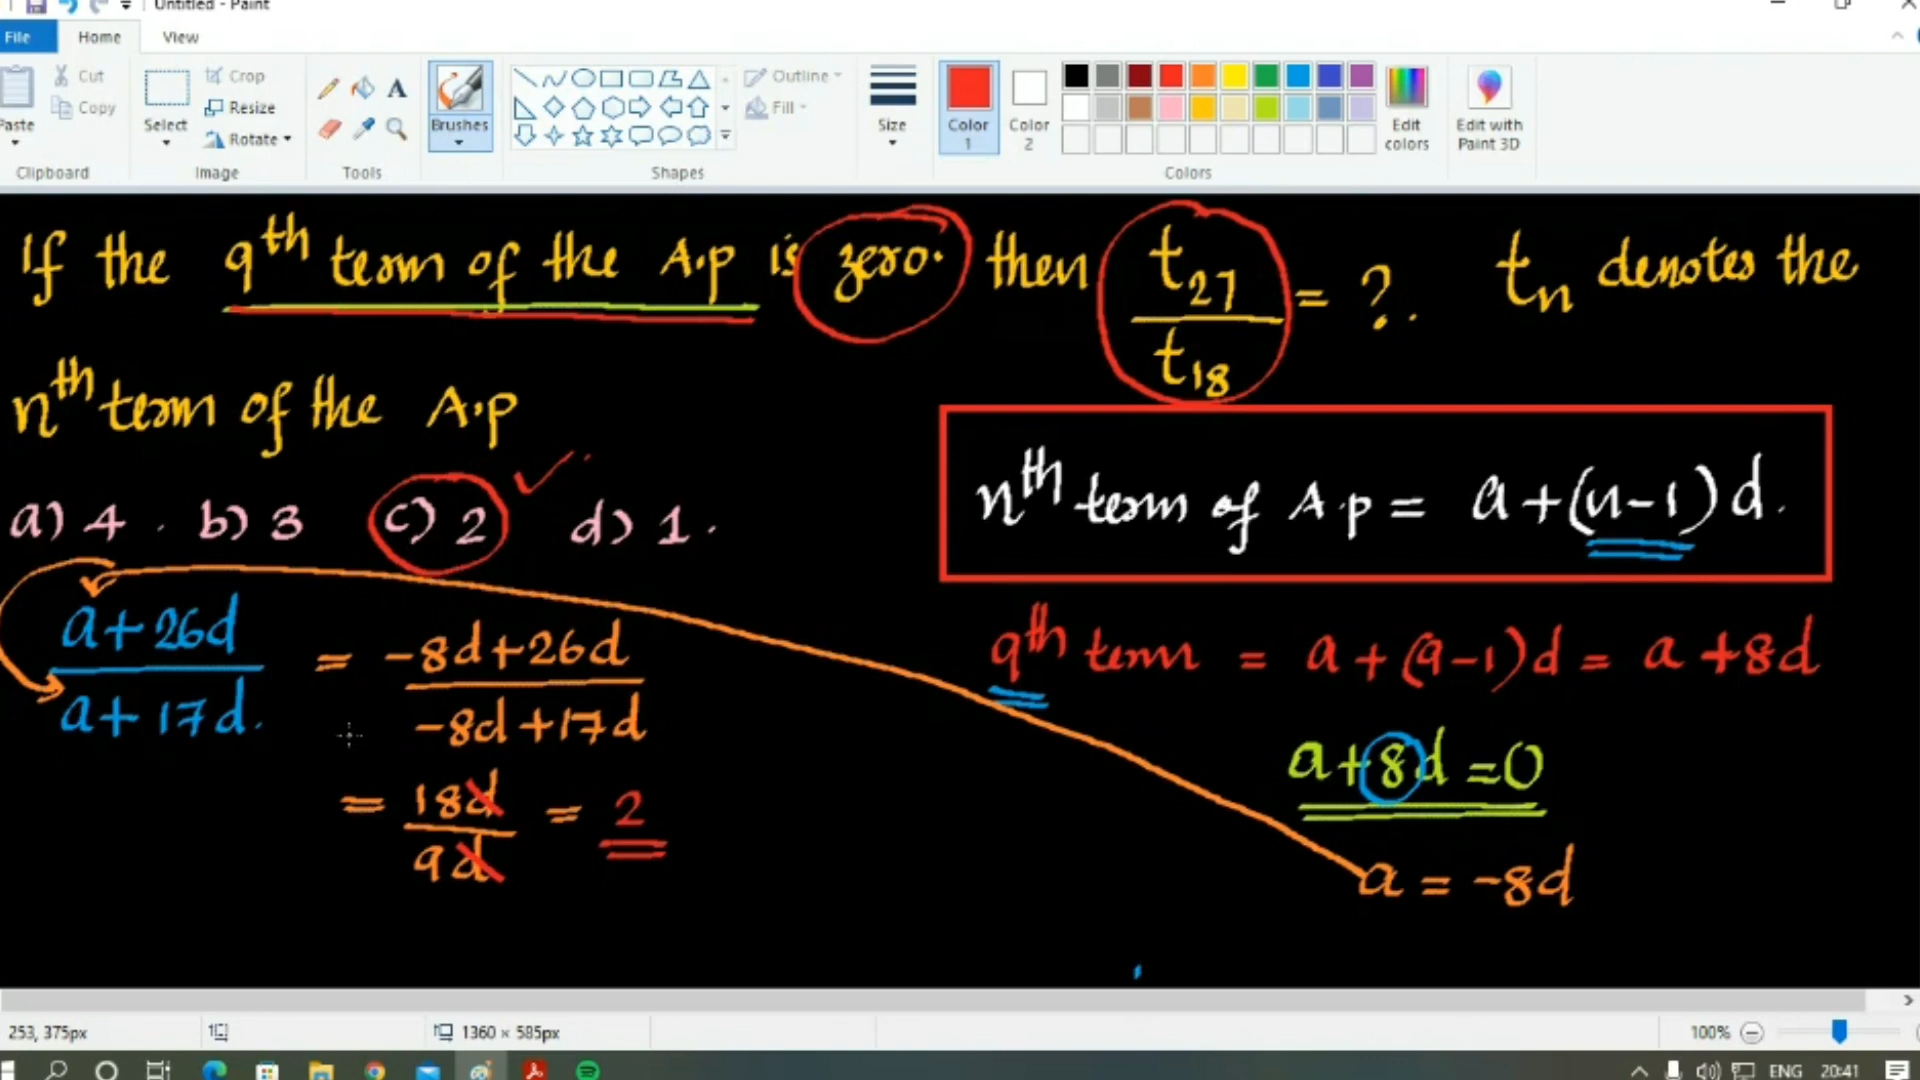 Untitled - Paint
File Home View
Paste Cut Copy Clipboard
Select Crop Resize Rotate Image
A Tools
Brushes
Shapes Outline Fill
Size
Color 1 Color 2 Colors
Edit colors Edit with Paint 3D
If the 9th term of the A.p is zero. then t27/t18 = ?. tn denotes the
nth term of the A.p
a) 4 . b) 3 c) 2 ✓ d) 1 .
nth term of A.p = a + (n-1) d .
9th term = a + (9-1)d = a + 8d
a+8d = 0
a = -8d
a+26d / a+17d. = -8d+26d / -8d+17d
= 18d / 9d = 2
253, 375px 1360 × 585px 100%
ENG 20:41